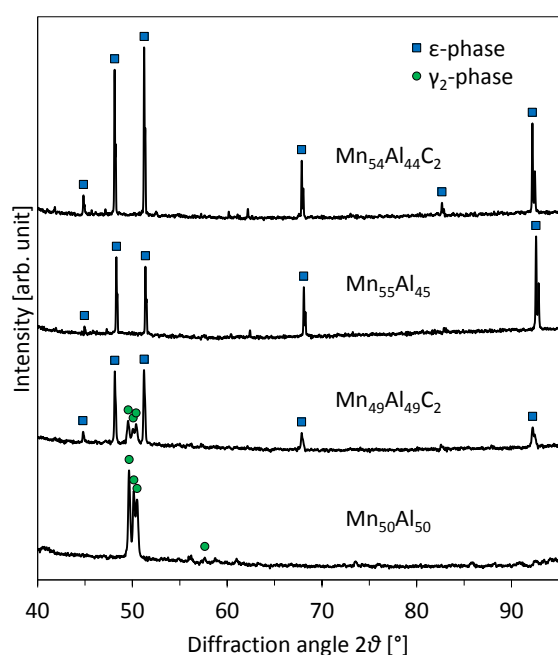 ε-phase
γ₂-phase
Mn₅₄Al₄₄C₂
Mn₅₅Al₄₅
Mn₄₉Al₄₉C₂
Mn₅₀Al₅₀
Intensity [arb. unit]
40 50 60 70 80 90
Diffraction angle 2ϑ [°]